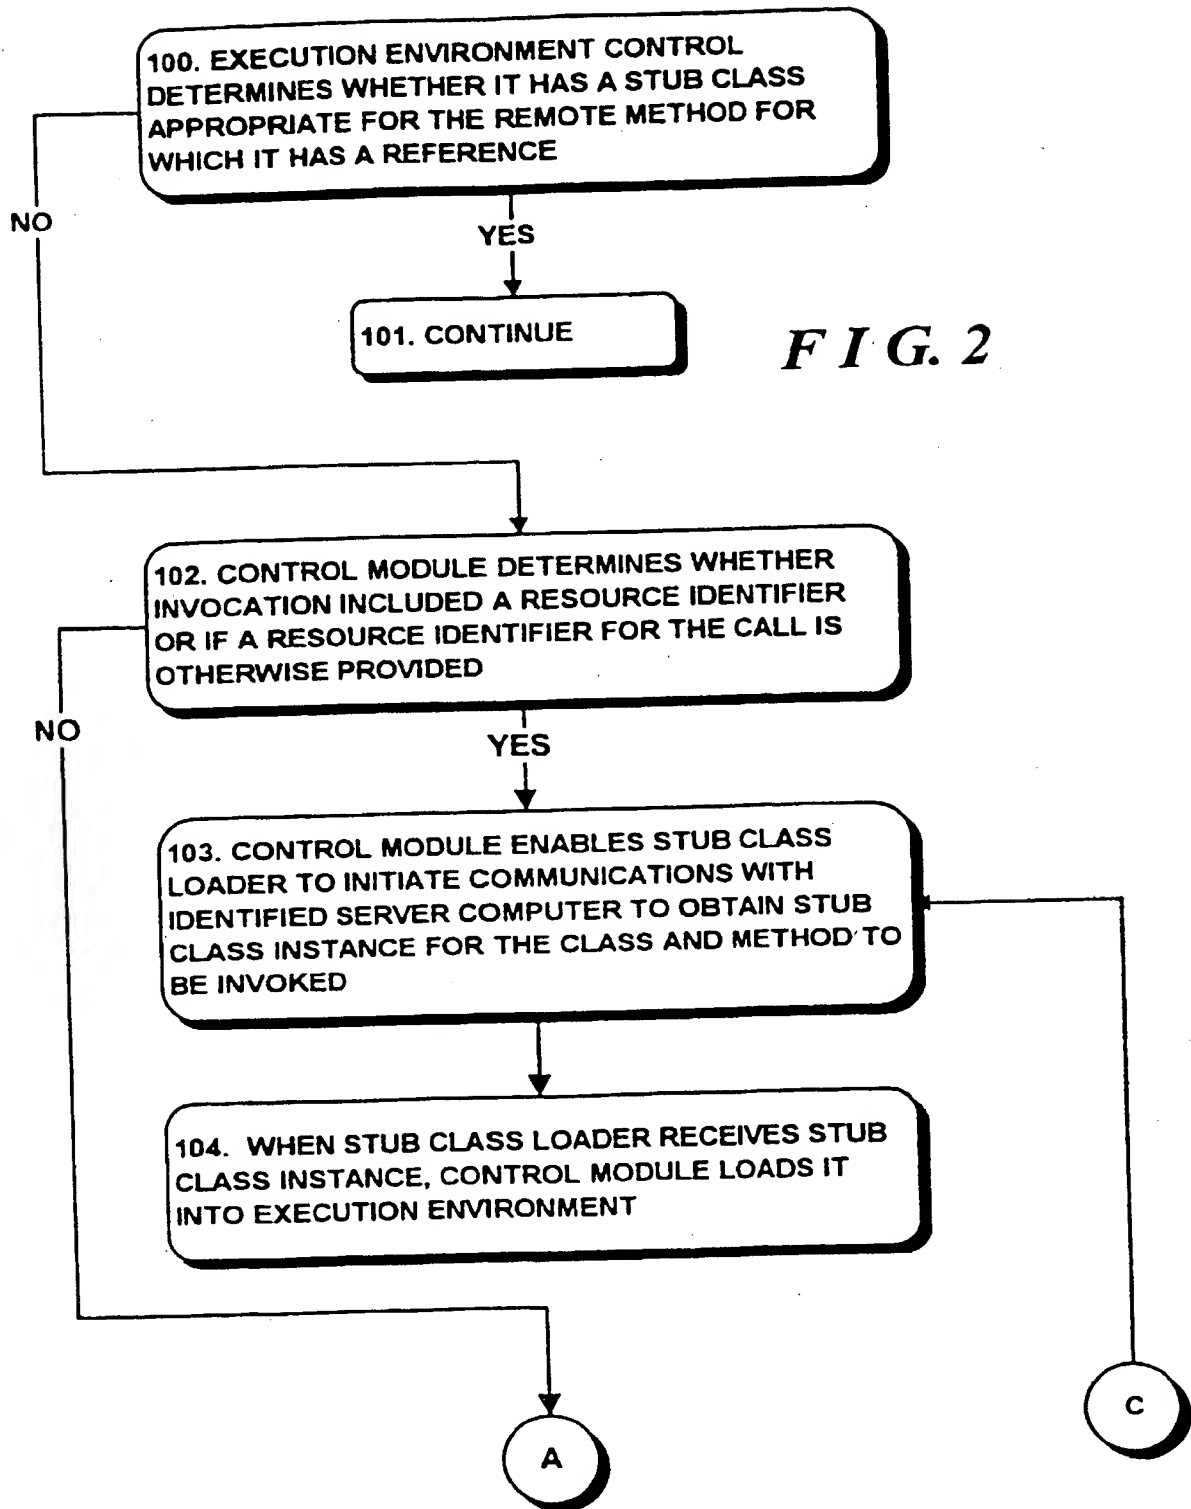 100. EXECUTION ENVIRONMENT CONTROL
DETERMINES WHETHER IT HAS A STUB CLASS
APPROPRIATE FOR THE REMOTE METHOD FOR
WHICH IT HAS A REFERENCE
NO
YES
101. CONTINUE
FIG. 2
102. CONTROL MODULE DETERMINES WHETHER
INVOCATION INCLUDED A RESOURCE IDENTIFIER
OR IF A RESOURCE IDENTIFIER FOR THE CALL IS
OTHERWISE PROVIDED
NO
YES
103. CONTROL MODULE ENABLES STUB CLASS
LOADER TO INITIATE COMMUNICATIONS WITH
IDENTIFIED SERVER COMPUTER TO OBTAIN STUB
CLASS INSTANCE FOR THE CLASS AND METHOD TO
BE INVOKED
104. WHEN STUB CLASS LOADER RECEIVES STUB
CLASS INSTANCE, CONTROL MODULE LOADS IT
INTO EXECUTION ENVIRONMENT
C
A